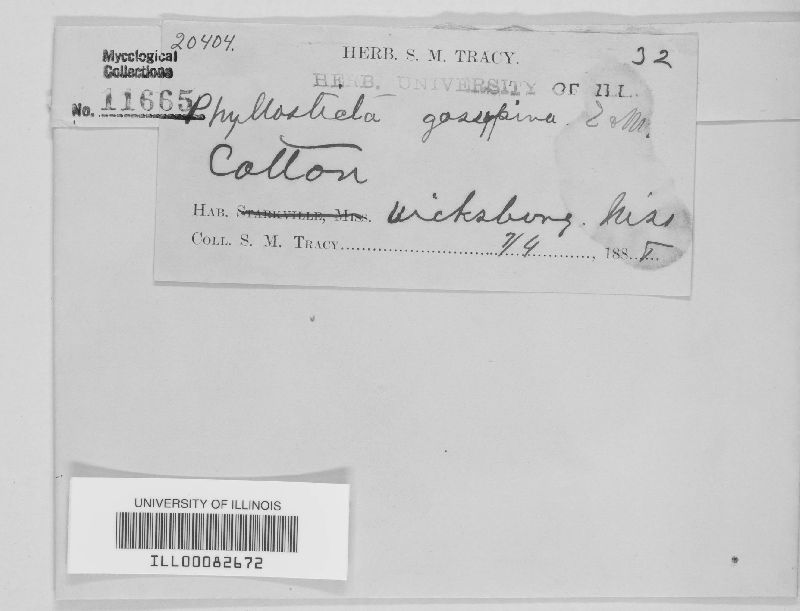 20404.
HERB. S. M. TRACY.
32
Mycological
Collections
No. 11665
HERB. UNIVERSITY OF ILL.
Phyllosticta gossypina. E & M.
Cotton
HAB. STARKVILLE, MISS. Vicksburg. Miss
COLL. S. M. TRACY 7/4, 188
UNIVERSITY OF ILLINOIS
ILL00082672